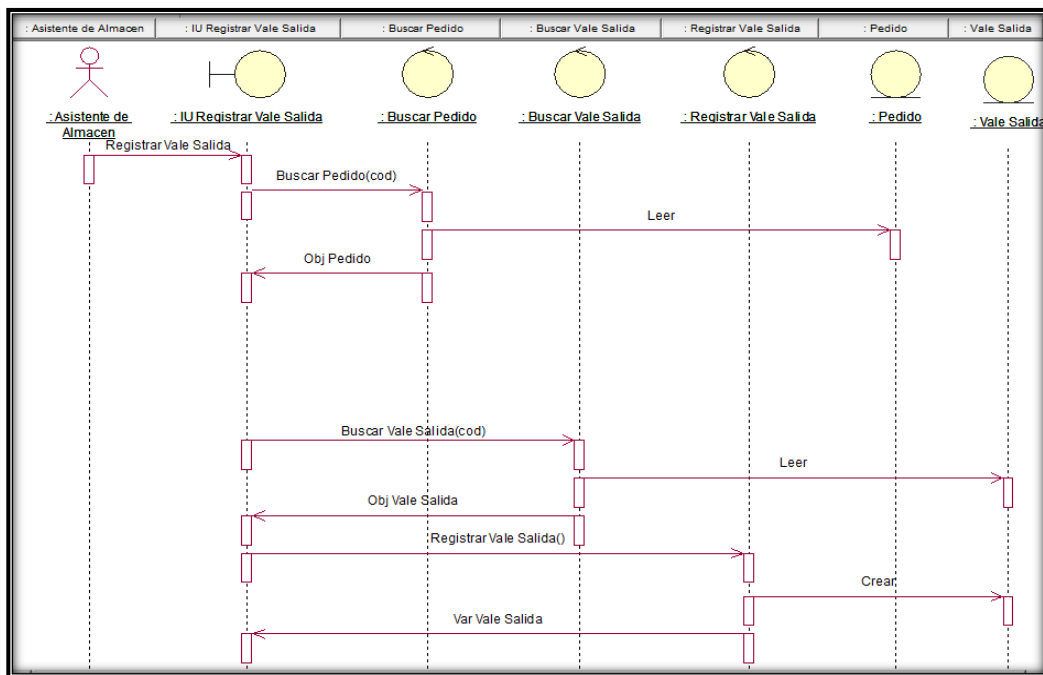 : Asistente de Almacen
: IU Registrar Vale Salida
: Buscar Pedido
: Buscar Vale Salida
: Registrar Vale Salida
: Pedido
: Vale Salida
: Asistente de
Almacen
: IU Registrar Vale Salida
: Buscar Pedido
: Buscar Vale Salida
: Registrar Vale Salida
: Pedido
: Vale Salida
Registrar Vale Salida
Buscar Pedido(cod)
Leer
Obj Pedido
Buscar Vale Salida(cod)
Leer
Obj Vale Salida
Registrar Vale Salida()
Crear
Var Vale Salida